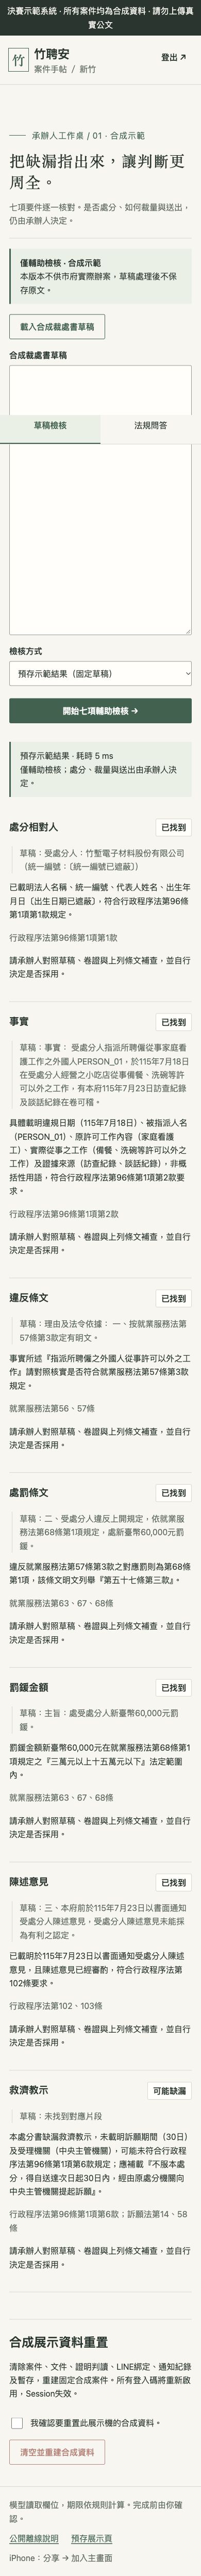 決賽示範系統 · 所有案件均為合成資料 · 請勿上傳真
實公文
竹
竹聘安
案件手帖 / 新竹
登出 ↗
承辦人工作桌 / 01 · 合成示範
把缺漏指出來，讓判斷更
周全。
七項要件逐一核對。是否處分、如何裁量與送出，
仍由承辦人決定。
僅輔助檢核 · 合成示範
本版本不供市府實際辦案，草稿處理後不保
存原文。
載入合成裁處書草稿
合成裁處書草稿
草稿檢核
法規問答
檢核方式
預存示範結果（固定草稿）
開始七項輔助檢核 →
預存示範結果 · 耗時 5 ms
僅輔助檢核；處分、裁量與送出由承辦人決
定。
處分相對人
已找到
草稿：受處分人：竹塹電子材料股份有限公司
（統一編號：〔統一編號已遮蔽〕）
已載明法人名稱、統一編號、代表人姓名、出生年
月日〔出生日期已遮蔽〕，符合行政程序法第96條
第1項第1款規定。
行政程序法第96條第1項第1款
請承辦人對照草稿、卷證與上列條文補查，並自行
決定是否採用。
事實
已找到
草稿：事實： 受處分人指派所聘僱從事家庭看
護工作之外國人PERSON_01，於115年7月18日
在受處分人經營之小吃店從事備餐、洗碗等許
可以外之工作，有本府115年7月23日訪查紀錄
及談話紀錄在卷可稽。
具體載明違規日期（115年7月18日）、被指派人名
（PERSON_01）、原許可工作內容（家庭看護
工）、實際從事之工作（備餐、洗碗等許可以外之
工作）及證據來源（訪查紀錄、談話紀錄），非概
括性用語，符合行政程序法第96條第1項第2款要
求。
行政程序法第96條第1項第2款
請承辦人對照草稿、卷證與上列條文補查，並自行
決定是否採用。
違反條文
已找到
草稿：理由及法令依據： 一、按就業服務法第
57條第3款定有明文。
事實所述『指派所聘僱之外國人從事許可以外之工
作』請對照核實是否符合就業服務法第57條第3款
規定。
就業服務法第56、57條
請承辦人對照草稿、卷證與上列條文補查，並自行
決定是否採用。
處罰條文
已找到
草稿：二、受處分人違反上開規定，依就業服
務法第68條第1項規定，處新臺幣60,000元罰
鍰。
違反就業服務法第57條第3款之對應罰則為第68條
第1項，該條文明文列舉『第五十七條第三款』。
就業服務法第63、67、68條
請承辦人對照草稿、卷證與上列條文補查，並自行
決定是否採用。
罰鍰金額
已找到
草稿：主旨：處受處分人新臺幣60,000元罰
鍰。
罰鍰金額新臺幣60,000元在就業服務法第68條第1
項規定之『三萬元以上十五萬元以下』法定範圍
內。
就業服務法第63、67、68條
請承辦人對照草稿、卷證與上列條文補查，並自行
決定是否採用。
陳述意見
已找到
草稿：三、本府前於115年7月23日以書面通知
受處分人陳述意見，受處分人陳述意見未能採
為有利之認定。
已載明於115年7月23日以書面通知受處分人陳述
意見，且陳述意見已經審酌，符合行政程序法第
102條要求。
行政程序法第102、103條
請承辦人對照草稿、卷證與上列條文補查，並自行
決定是否採用。
救濟教示
可能缺漏
草稿：未找到對應片段
本處分書缺漏救濟教示，未載明訴願期間（30日）
及受理機關（中央主管機關），可能未符合行政程
序法第96條第1項第6款規定；應補載『不服本處
分，得自送達次日起30日內，經由原處分機關向
中央主管機關提起訴願』。
行政程序法第96條第1項第6款；訴願法第14、58
條
請承辦人對照草稿、卷證與上列條文補查，並自行
決定是否採用。
合成展示資料重置
清除案件、文件、證明判讀、LINE綁定、通知紀錄
及暫存，重建固定合成案件。所有登入碼將重新啟
用，Session失效。
我確認要重置此展示機的合成資料。
清空並重建合成資料
模型讀取欄位，期限依規則計算。完成前由你確
認。
公開離線說明
預存展示頁
iPhone：分享 → 加入主畫面